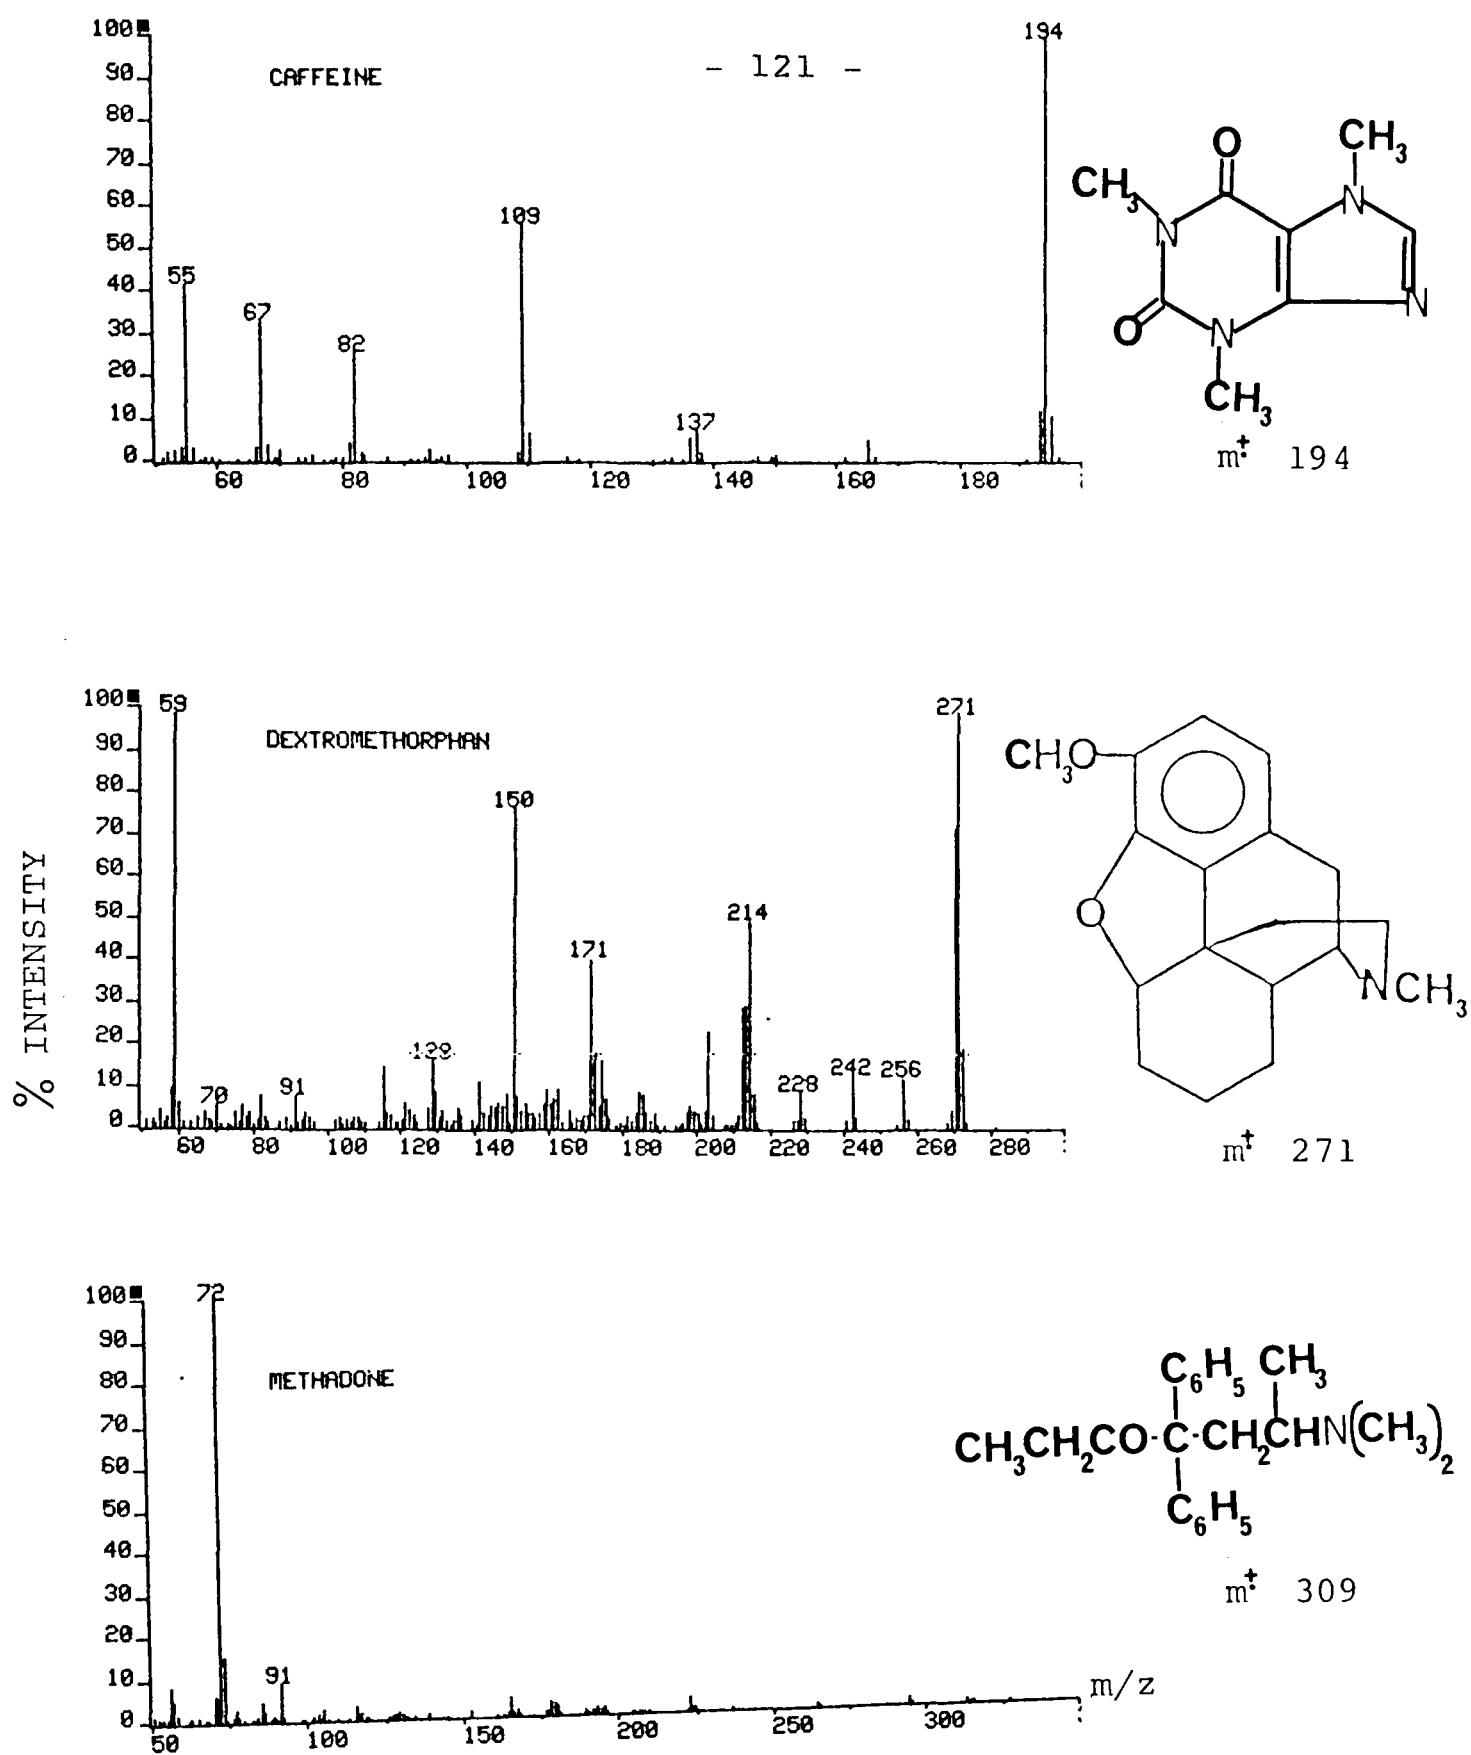 - 121 -
CAFFEINE
100
90
80
70
60
50
40
30
20
10
0
55
67
82
109
137
194
60 80 100 120 140 160 180
O
CH3
CH3
N
N
O
N
N
CH3
m+. 194
% INTENSITY
DEXTROMETHORPHAN
100
90
80
70
60
50
40
30
20
10
0
59
70
91
128
150
171
214
228
242
256
271
60 80 100 120 140 160 180 200 220 240 260 280
CH3O
O
NCH3
m+. 271
METHADONE
100
90
80
70
60
50
40
30
20
10
0
72
91
50 100 150 200 250 300
m/z
C6H5 CH3
CH3CH2CO-C-CH2CHN(CH3)2
C6H5
m+. 309